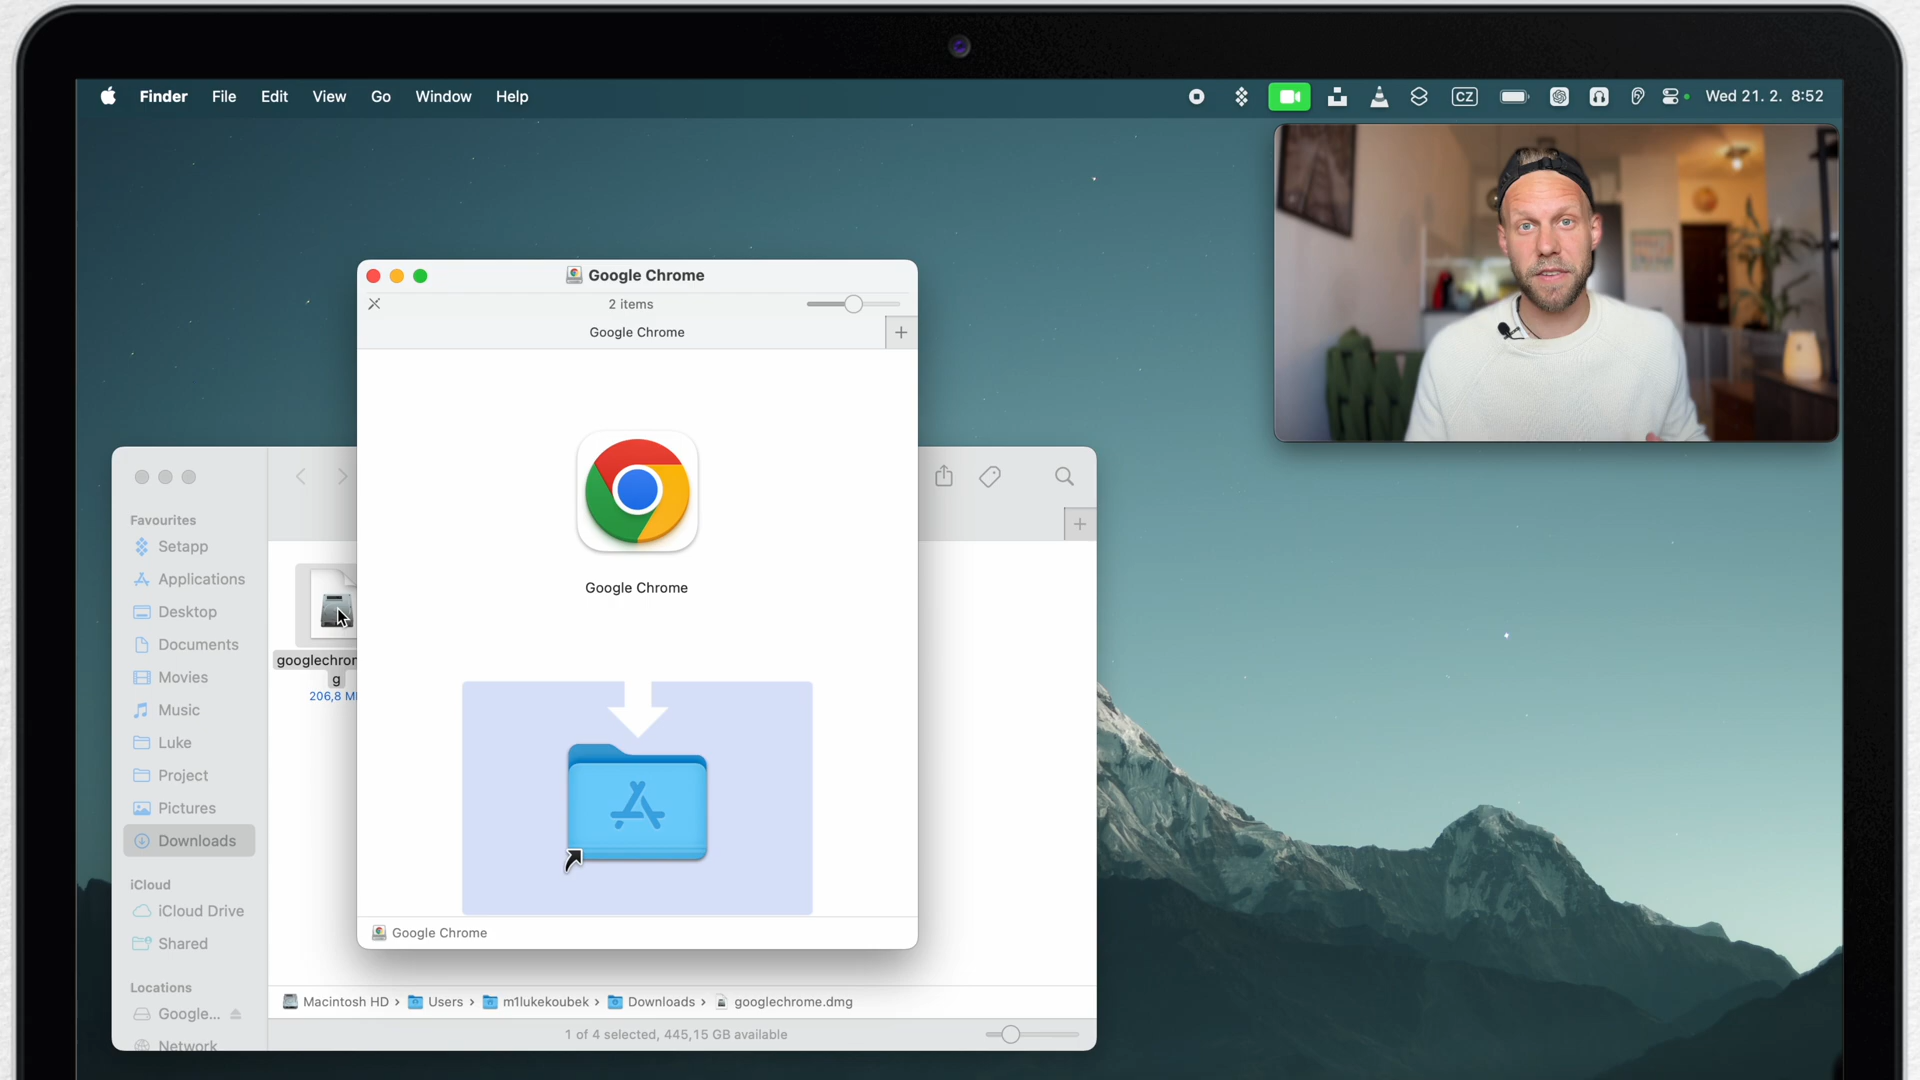 Finder File Edit View Go Window Help CZ Wed 21. 2. 8:52
Google Chrome
2 items
Google Chrome
Google Chrome
Google Chrome
Favourites
Setapp
Applications
Desktop
Documents
Movies
Music
Luke
Project
Pictures
Downloads
iCloud
iCloud Drive
Shared
Locations
Google...
Network
googlechrom
g
206,8 M
Macintosh HD › Users › m1lukekoubek › Downloads › googlechrome.dmg
1 of 4 selected, 445,15 GB available